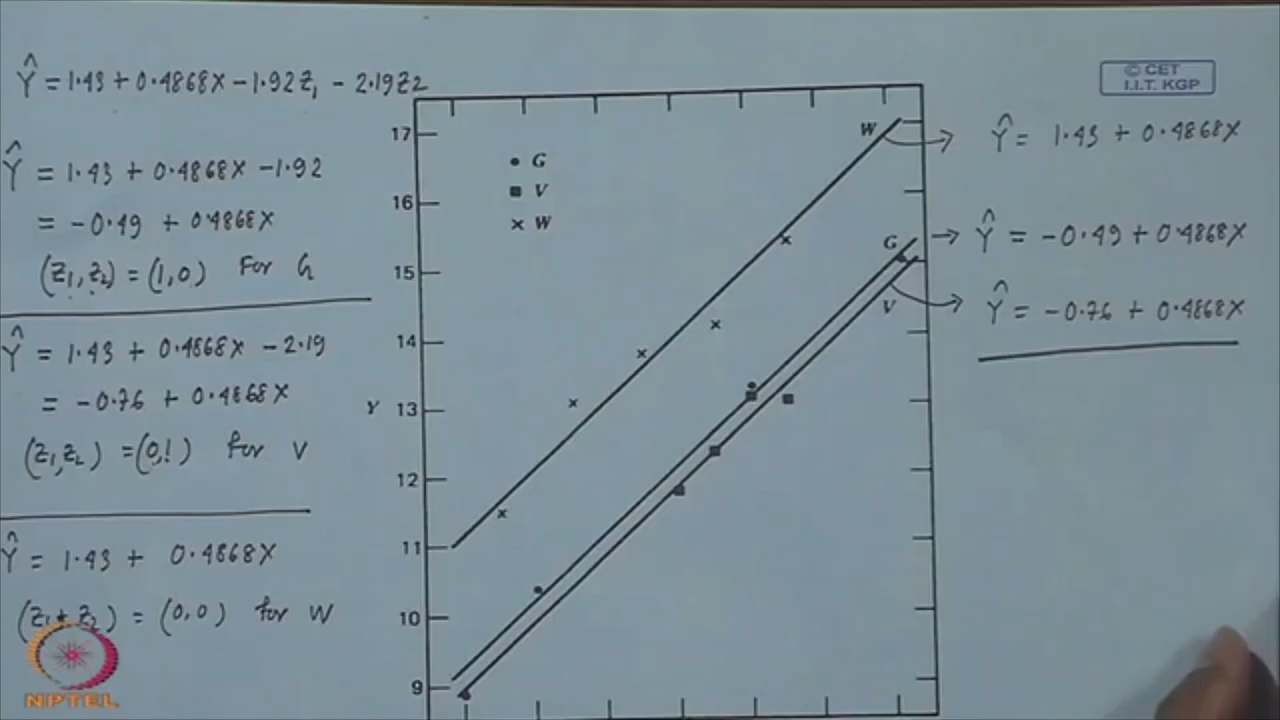 Ŷ = 1.43 + 0.4868X - 1.92Z₁ - 2.19Z₂
Ŷ = 1.43 + 0.4868X - 1.92
= -0.49 + 0.4868X
(Z₁, Z₂) = (1,0) For G
Ŷ = 1.43 + 0.4868X - 2.19
= -0.76 + 0.4868X
(Z₁, Z₂) = (0,1) for V
Ŷ = 1.43 + 0.4868X
(Z₁, Z₂) = (0,0) for W
NPTEL
Y
17
16
15
14
13
12
11
10
9
G
V
W
W
G
V
© CET
I.I.T. KGP
Ŷ = 1.43 + 0.4868X
Ŷ = -0.49 + 0.4868X
Ŷ = -0.76 + 0.4868X